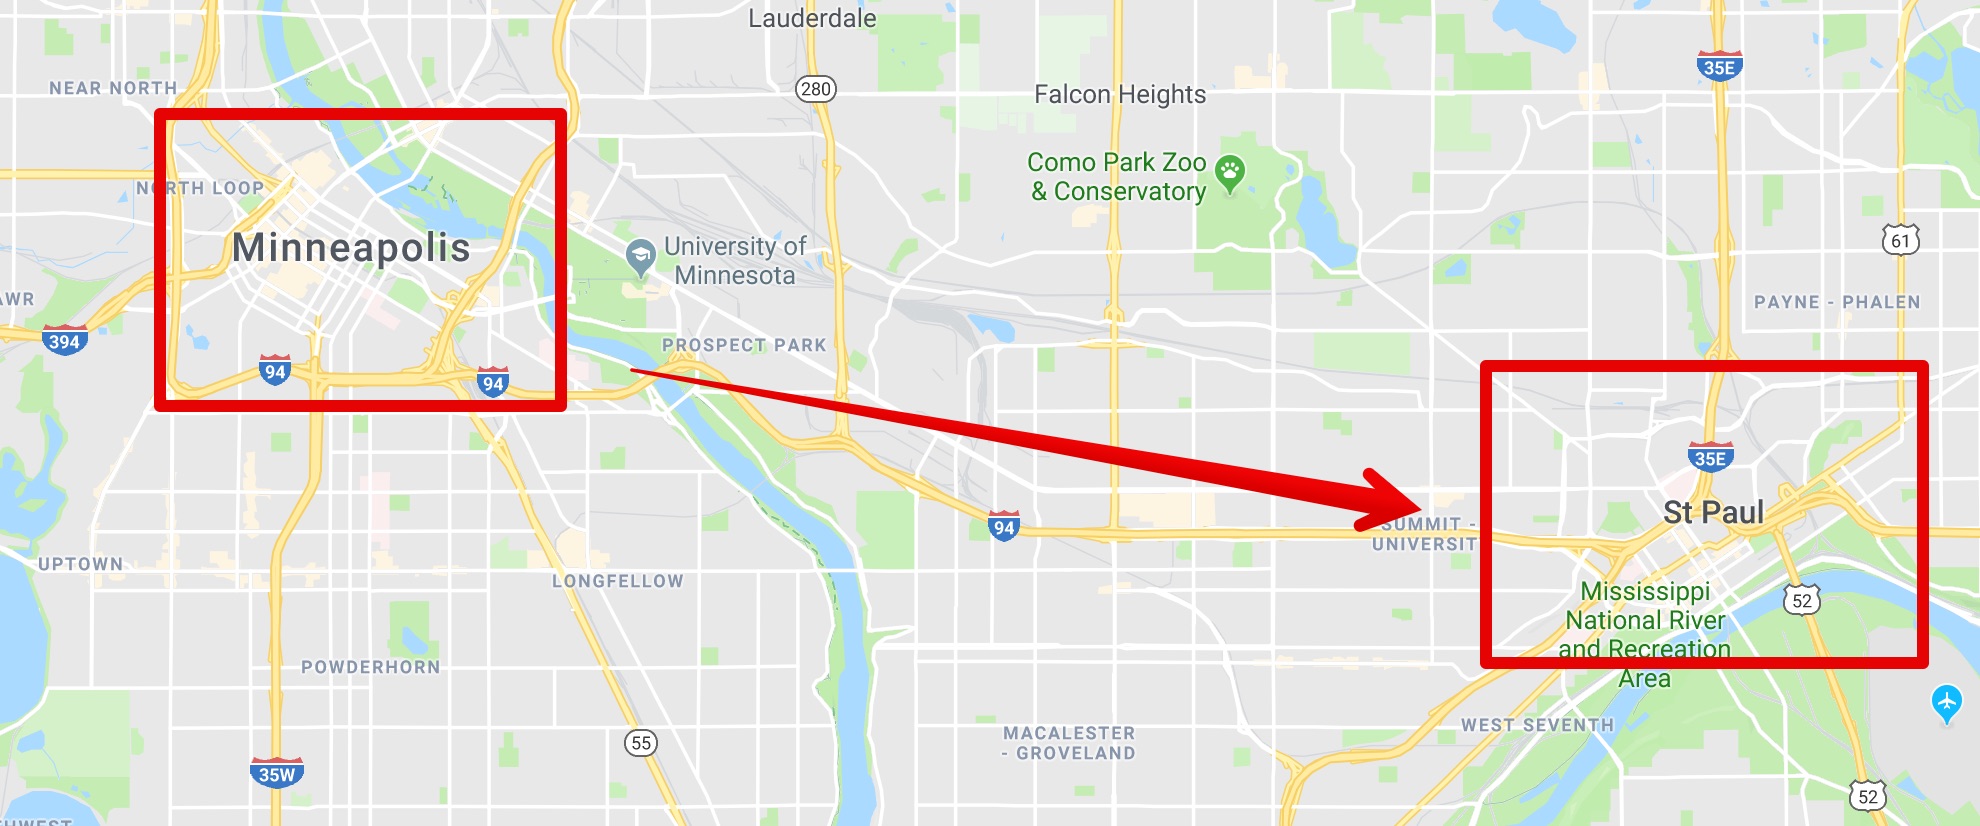 Lauderdale
NEAR NORTH
280
35E
Falcon Heights
Como Park Zoo
& Conservatory
NORTH LOOP
Minneapolis
University of
Minnesota
61
PAYNE - PHALEN
394
94
94
PROSPECT PARK
35E
St Paul
94
SUMMIT -
UNIVERSIT
UPTOWN
LONGFELLOW
Mississippi
National River
and Recreation
Area
52
POWDERHORN
WEST SEVENTH
MACALESTER
- GROVELAND
55
35W
52